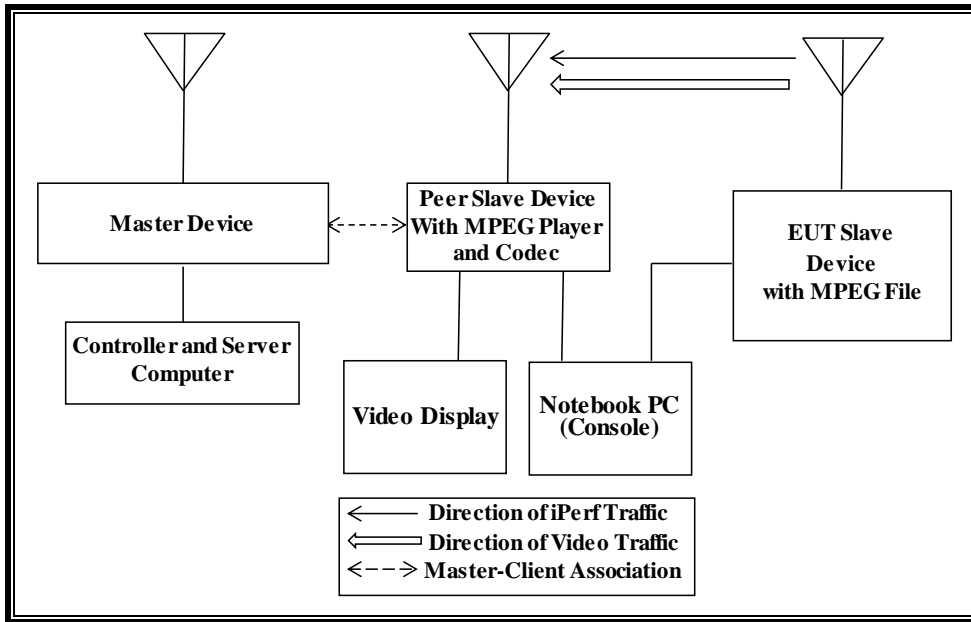 Master Device
Peer Slave Device
With MPEG Player
and Codec
EUT Slave
Device
with MPEG File
Controller and Server
Computer
Video Display
Notebook PC
(Console)
Direction of iPerf Traffic
Direction of Video Traffic
Master-Client Association